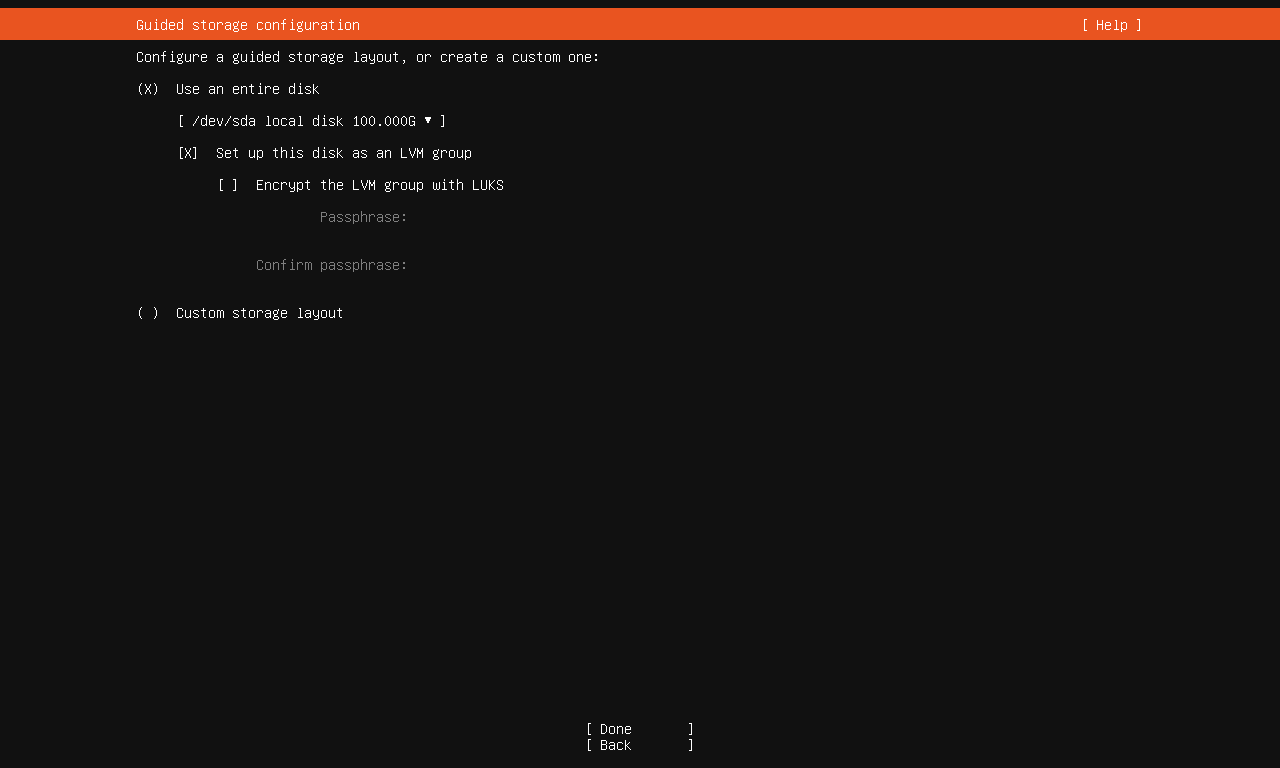 Guided storage configuration [ Help ]
Configure a guided storage layout, or create a custom one:
(X) Use an entire disk
[ /dev/sda local disk 100.000G ▾ ]
[X] Set up this disk as an LVM group
[ ] Encrypt the LVM group with LUKS
Passphrase:
Confirm passphrase:
( ) Custom storage layout
[ Done ]
[ Back ]